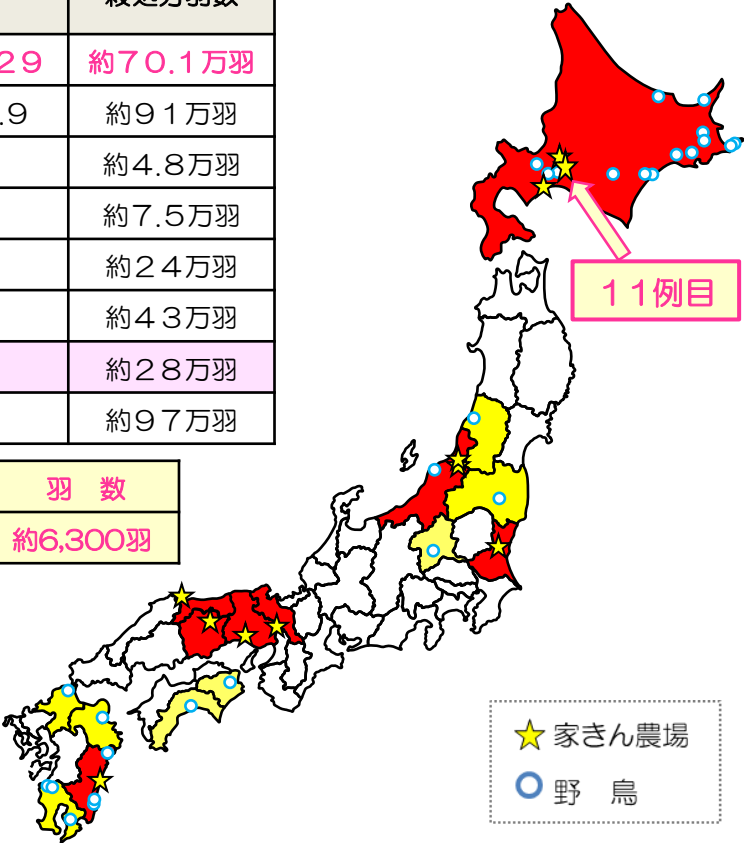 殺処分羽数
29 約70.1万羽
.9 約91万羽
約4.8万羽
約7.5万羽
約24万羽
約43万羽
約28万羽
約97万羽
羽 数
約6,300羽
11例目
家きん農場
野 鳥